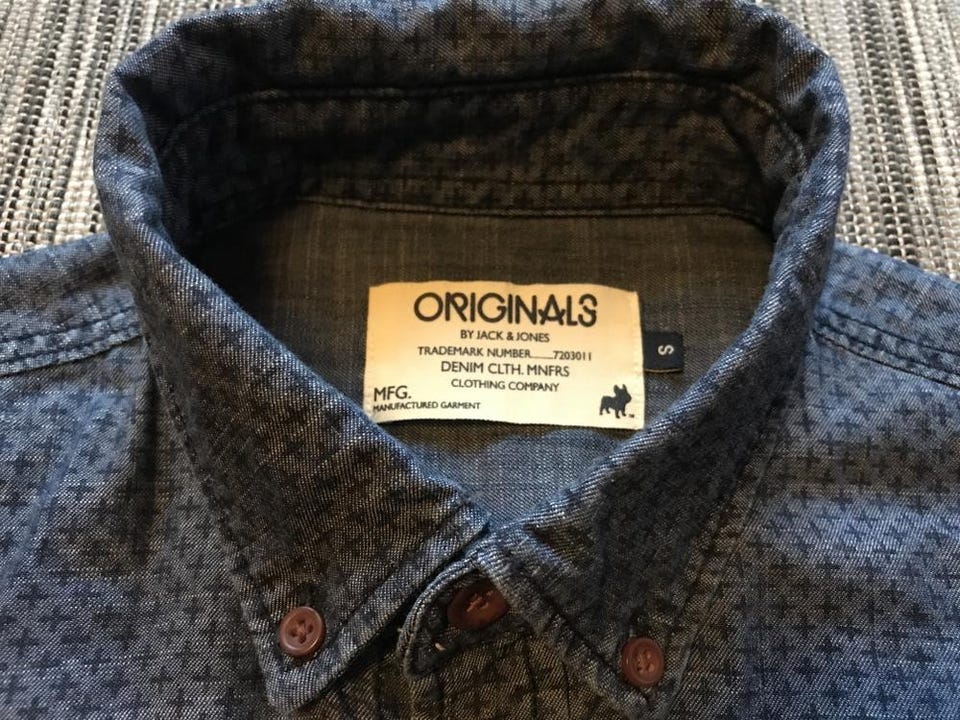 ORIGINALS
BY JACK & JONES
TRADEMARK NUMBER........7203011
DENIM CLTH. MNFRS
CLOTHING COMPANY
MFG.
MANUFACTURED GARMENT
S